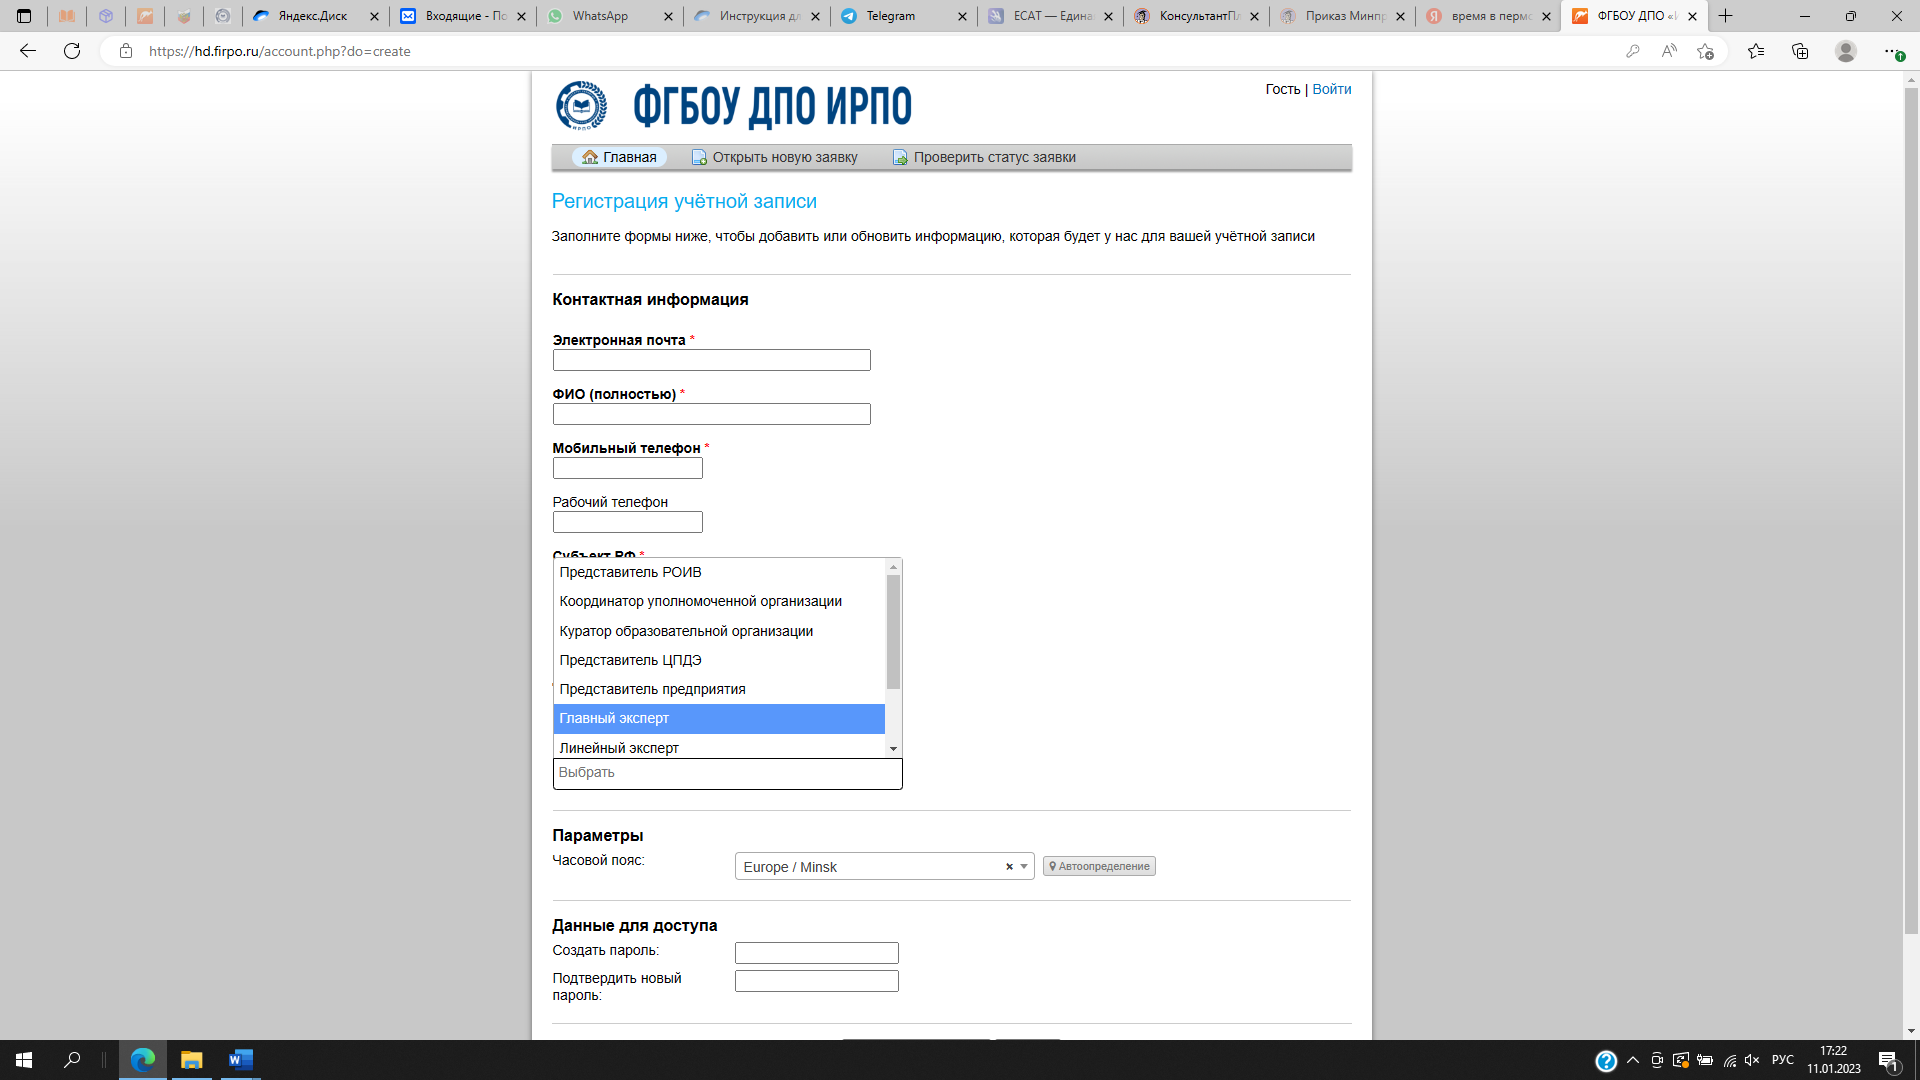 Яндекс.Диск
Входящие - По
WhatsApp
Инструкция дл
Telegram
ЕСАТ — Едина
КонсультантПл
Приказ Минпр
время в пермс
ФГБОУ ДПО «И
https://hd.firpo.ru/account.php?do=create
ФГБОУ ДПО ИРПО
Гость | Войти
Главная
Открыть новую заявку
Проверить статус заявки
Регистрация учётной записи
Заполните формы ниже, чтобы добавить или обновить информацию, которая будет у нас для вашей учётной записи
Контактная информация
Электронная почта *
ФИО (полностью) *
Мобильный телефон *
Рабочий телефон
Субъект РФ *
Представитель РОИВ
Координатор уполномоченной организации
Куратор образовательной организации
Представитель ЦПДЭ
Представитель предприятия
Главный эксперт
Линейный эксперт
Выбрать
Параметры
Часовой пояс:
Europe / Minsk
Автоопределение
Данные для доступа
Создать пароль:
Подтвердить новый
пароль:
РУС
17:22
11.01.2023
1